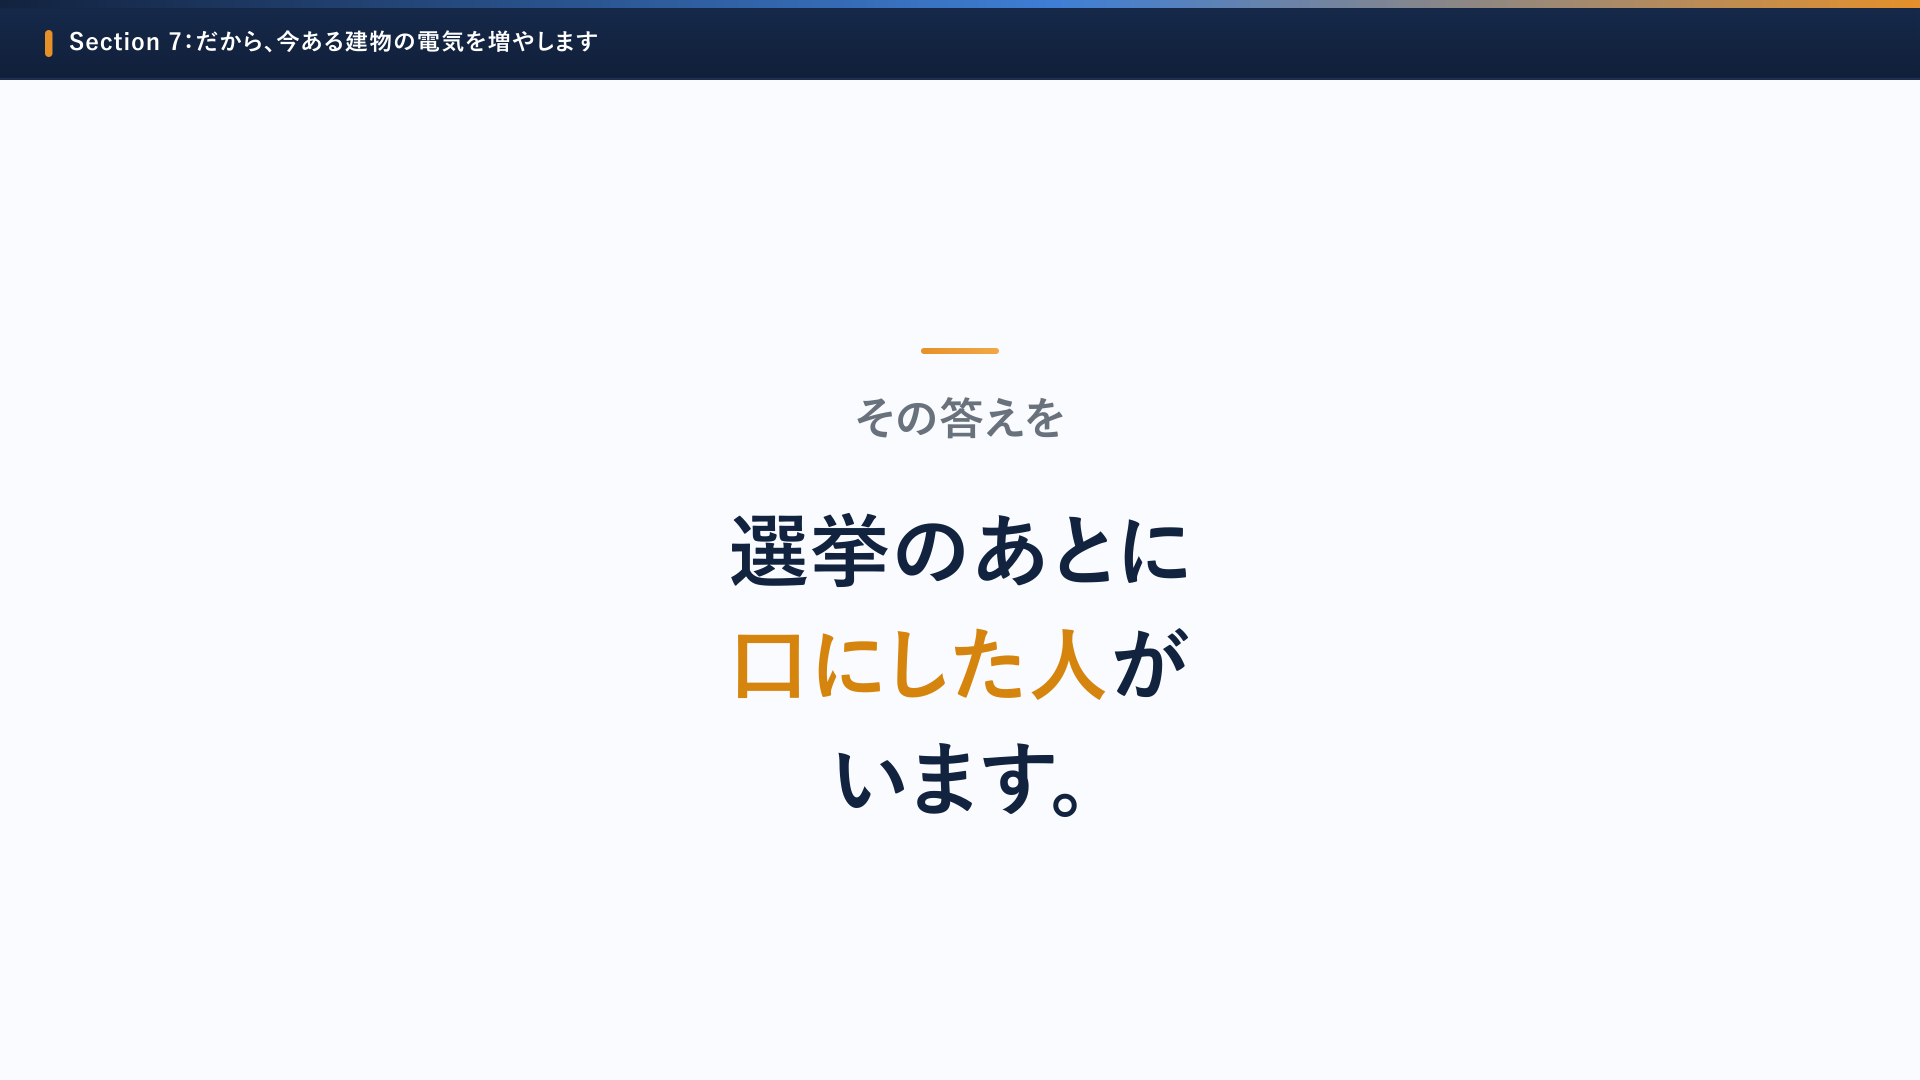 Section 7：だから、今ある建物の電気を増やします
その答えを
選挙のあとに
口にした人が
います。